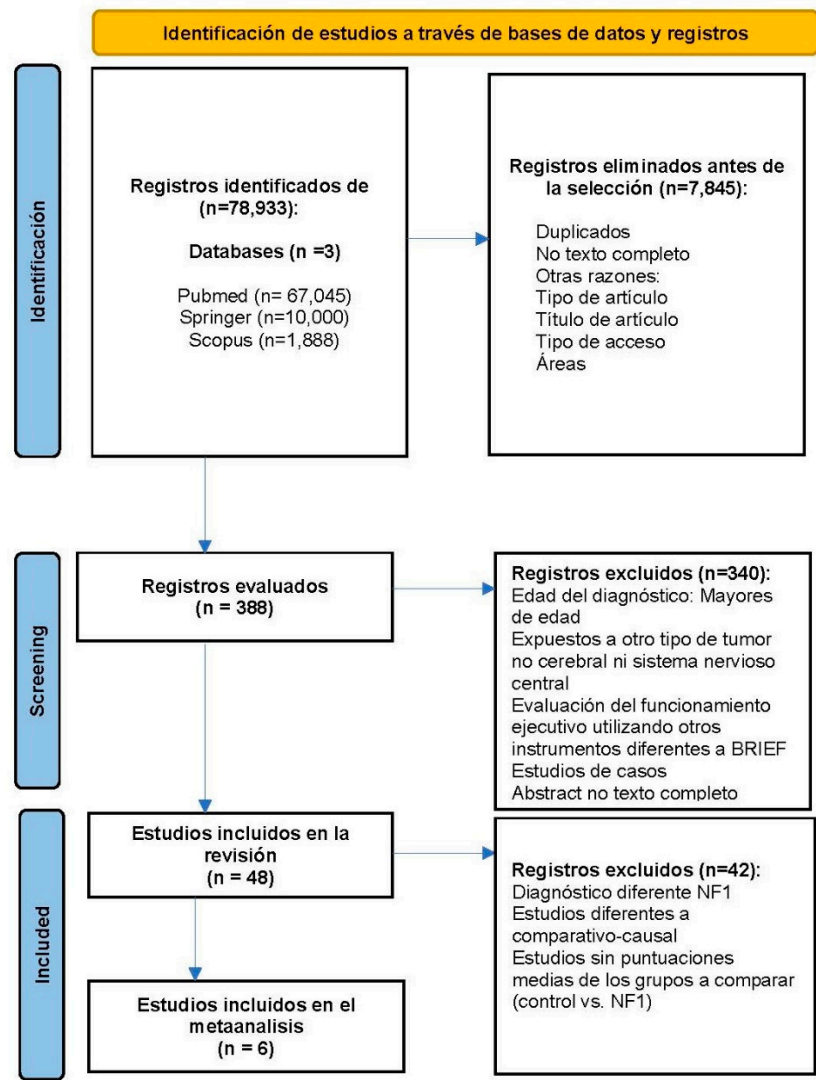 Identificación de estudios a través de bases de datos y registros
Identificación
Registros identificados de
(n=78,933):
Databases (n =3)
Pubmed (n= 67,045)
Springer (n=10,000)
Scopus (n=1,888)
Registros eliminados antes de
la selección (n=7,845):
Duplicados
No texto completo
Otras razones:
Tipo de artículo
Título de artículo
Tipo de acceso
Áreas
Screening
Registros evaluados
(n = 388)
Registros excluidos (n=340):
Edad del diagnóstico: Mayores
de edad
Expuestos a otro tipo de tumor
no cerebral ni sistema nervioso
central
Evaluación del funcionamiento
ejecutivo utilizando otros
instrumentos diferentes a BRIEF
Estudios de casos
Abstract no texto completo
Included
Estudios incluidos en la
revisión
(n = 48)
Registros excluidos (n=42):
Diagnóstico diferente NF1
Estudios diferentes a
comparativo-causal
Estudios sin puntuaciones
medias de los grupos a comparar
(control vs. NF1)
Estudios incluidos en el
metaanalisis
(n = 6)